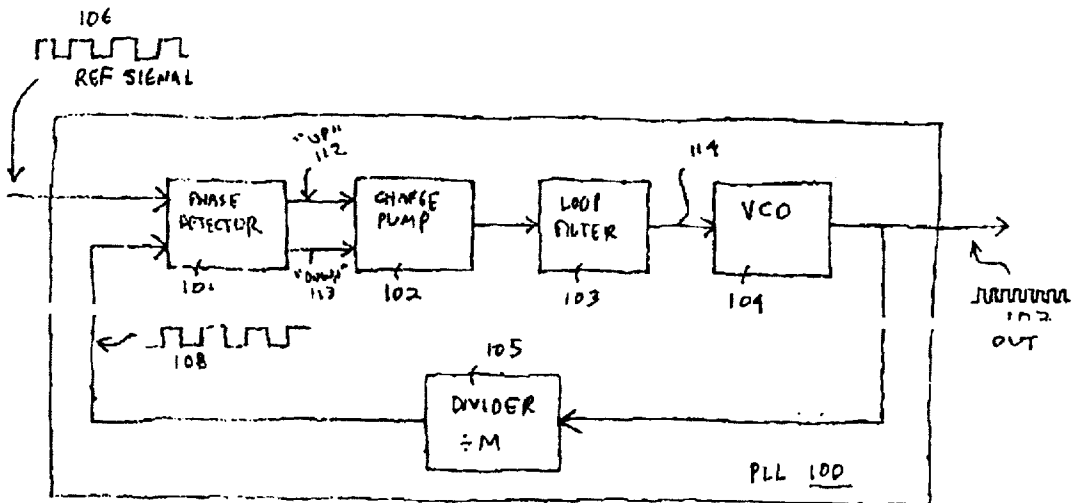 106
REF SIGNAL
"UP"
112
PHASE
DETECTOR
CHARGE
PUMP
LOOP
FILTER
114
VCO
"DOWN"
113
102
103
104
OUT
108
105
DIVIDER
÷M
PLL 100